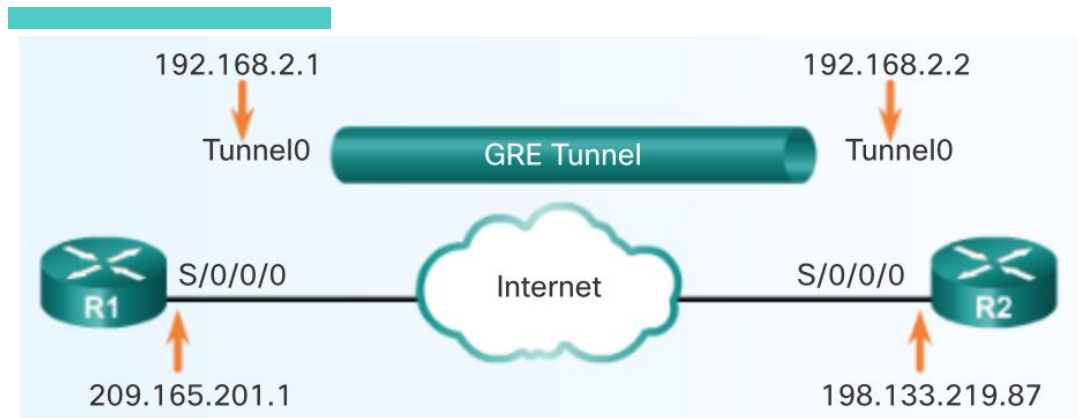 192.168.2.1
192.168.2.2
Tunnel0
GRE Tunnel
Tunnel0
S/0/0/0
Internet
S/0/0/0
R1
R2
209.165.201.1
198.133.219.87